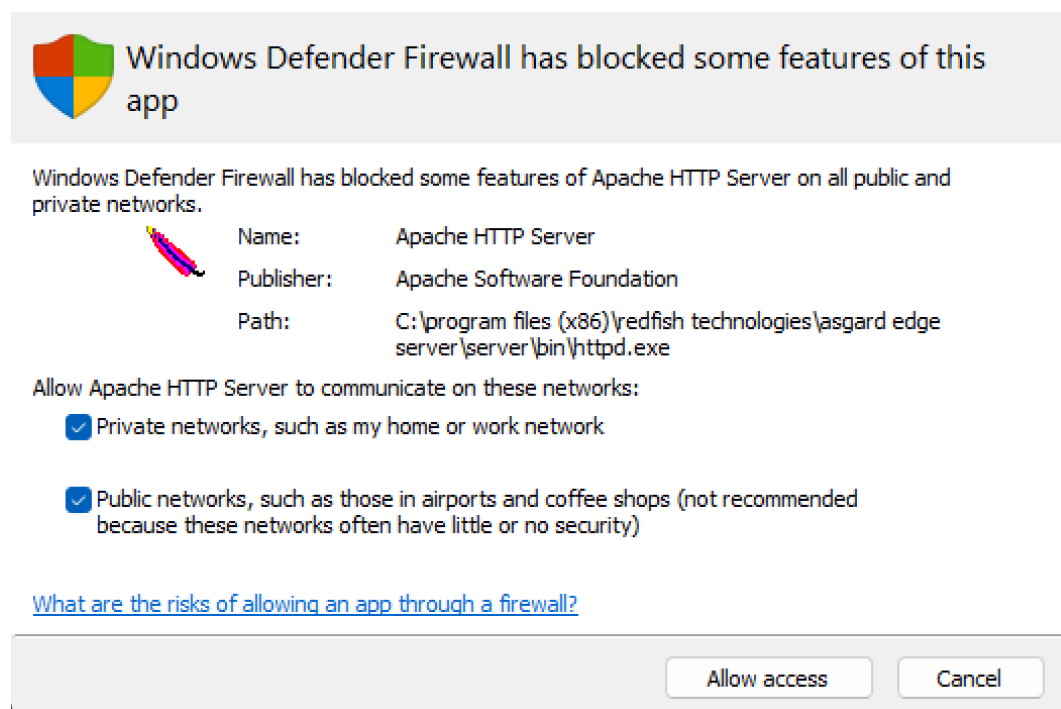 Windows Defender Firewall has blocked some features of this
app
Windows Defender Firewall has blocked some features of Apache HTTP Server on all public and
private networks.
Name: Apache HTTP Server
Publisher: Apache Software Foundation
Path: C:\program files (x86)\redfish technologies\asgard edge
server\server\bin\httpd.exe
Allow Apache HTTP Server to communicate on these networks:
Private networks, such as my home or work network
Public networks, such as those in airports and coffee shops (not recommended
because these networks often have little or no security)
What are the risks of allowing an app through a firewall?
Allow access Cancel